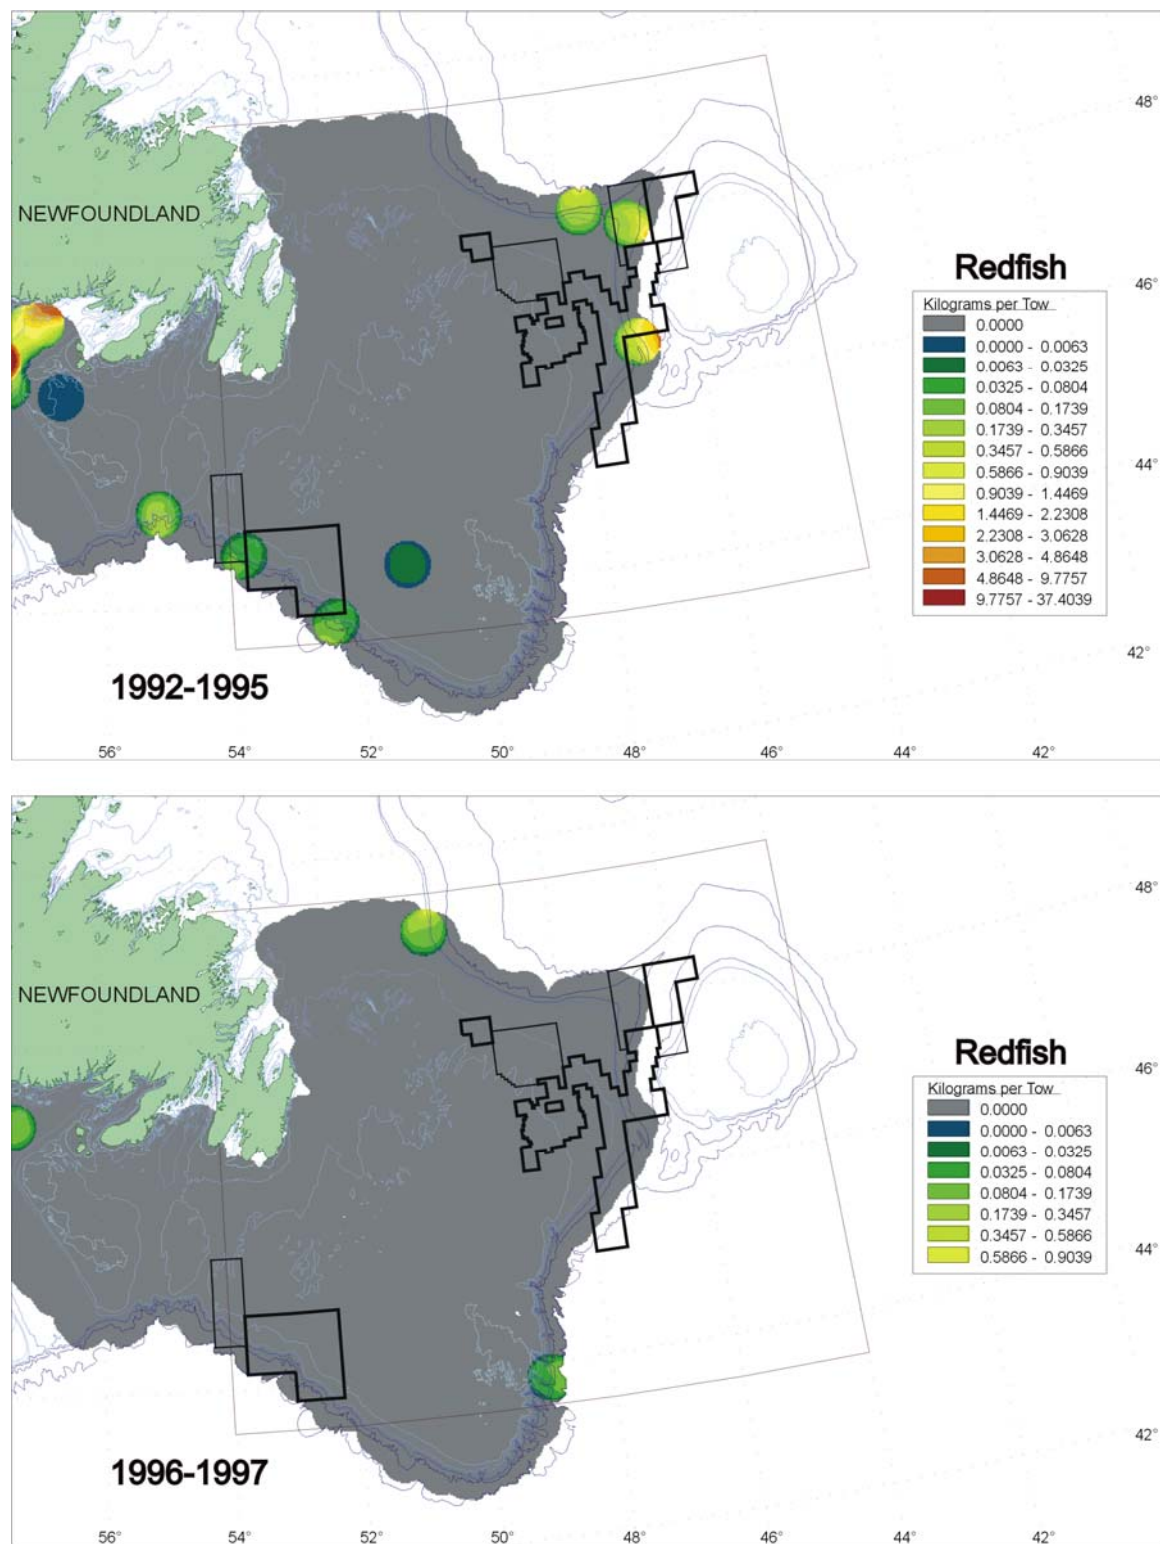 48°
NEWFOUNDLAND
Redfish
46°
Kilograms per Tow
0.0000
0.0000 - 0.0063
0.0063 - 0.0325
0.0325 - 0.0804
0.0804 - 0.1739
0.1739 - 0.3457
0.3457 - 0.5866
0.5866 - 0.9039
0.9039 - 1.4469
1.4469 - 2.2308
2.2308 - 3.0628
3.0628 - 4.8648
4.8648 - 9.7757
9.7757 - 37.4039
44°
42°
1992-1995
56° 54° 52° 50° 48° 46° 44° 42°
48°
NEWFOUNDLAND
Redfish
46°
Kilograms per Tow
0.0000
0.0000 - 0.0063
0.0063 - 0.0325
0.0325 - 0.0804
0.0804 - 0.1739
0.1739 - 0.3457
0.3457 - 0.5866
0.5866 - 0.9039
44°
42°
1996-1997
56° 54° 52° 50° 48° 46° 44° 42°